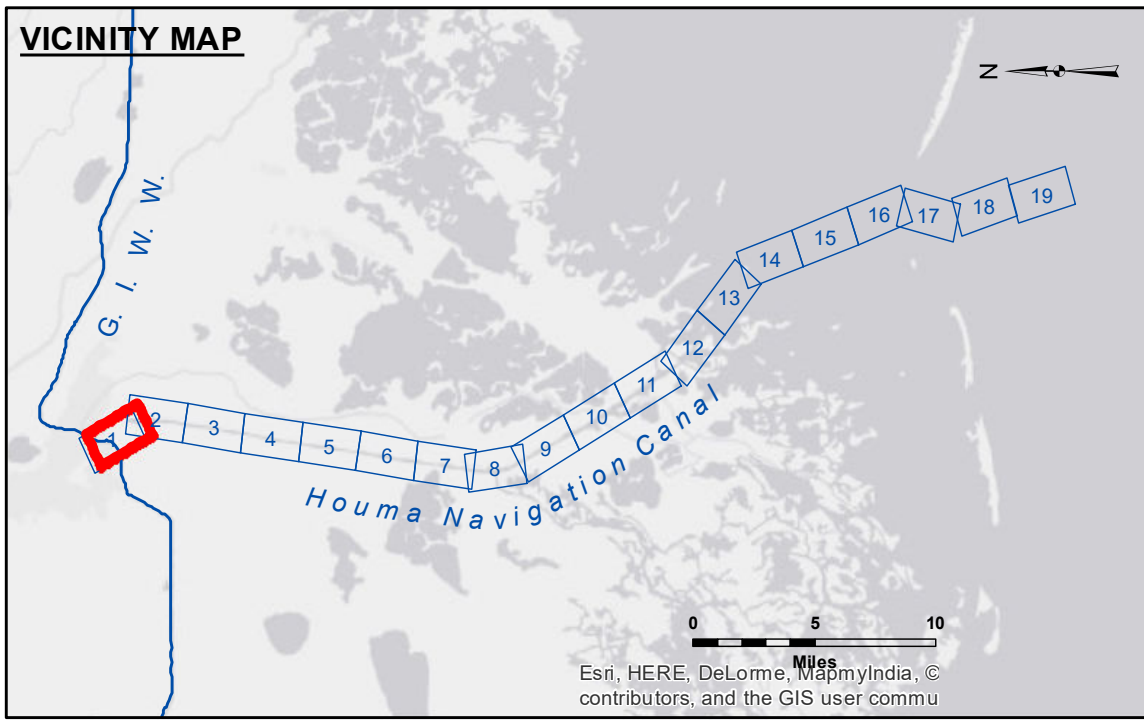 VICINITY MAP
N
G. I. W. W.
1
2
3
4
5
6
7
8
9
10
11
12
13
14
15
16
17
18
19
Houma Navigation Canal
0 5 10
Miles
Esri, HERE, DeLorme, MapmyIndia, ©
contributors, and the GIS user commu